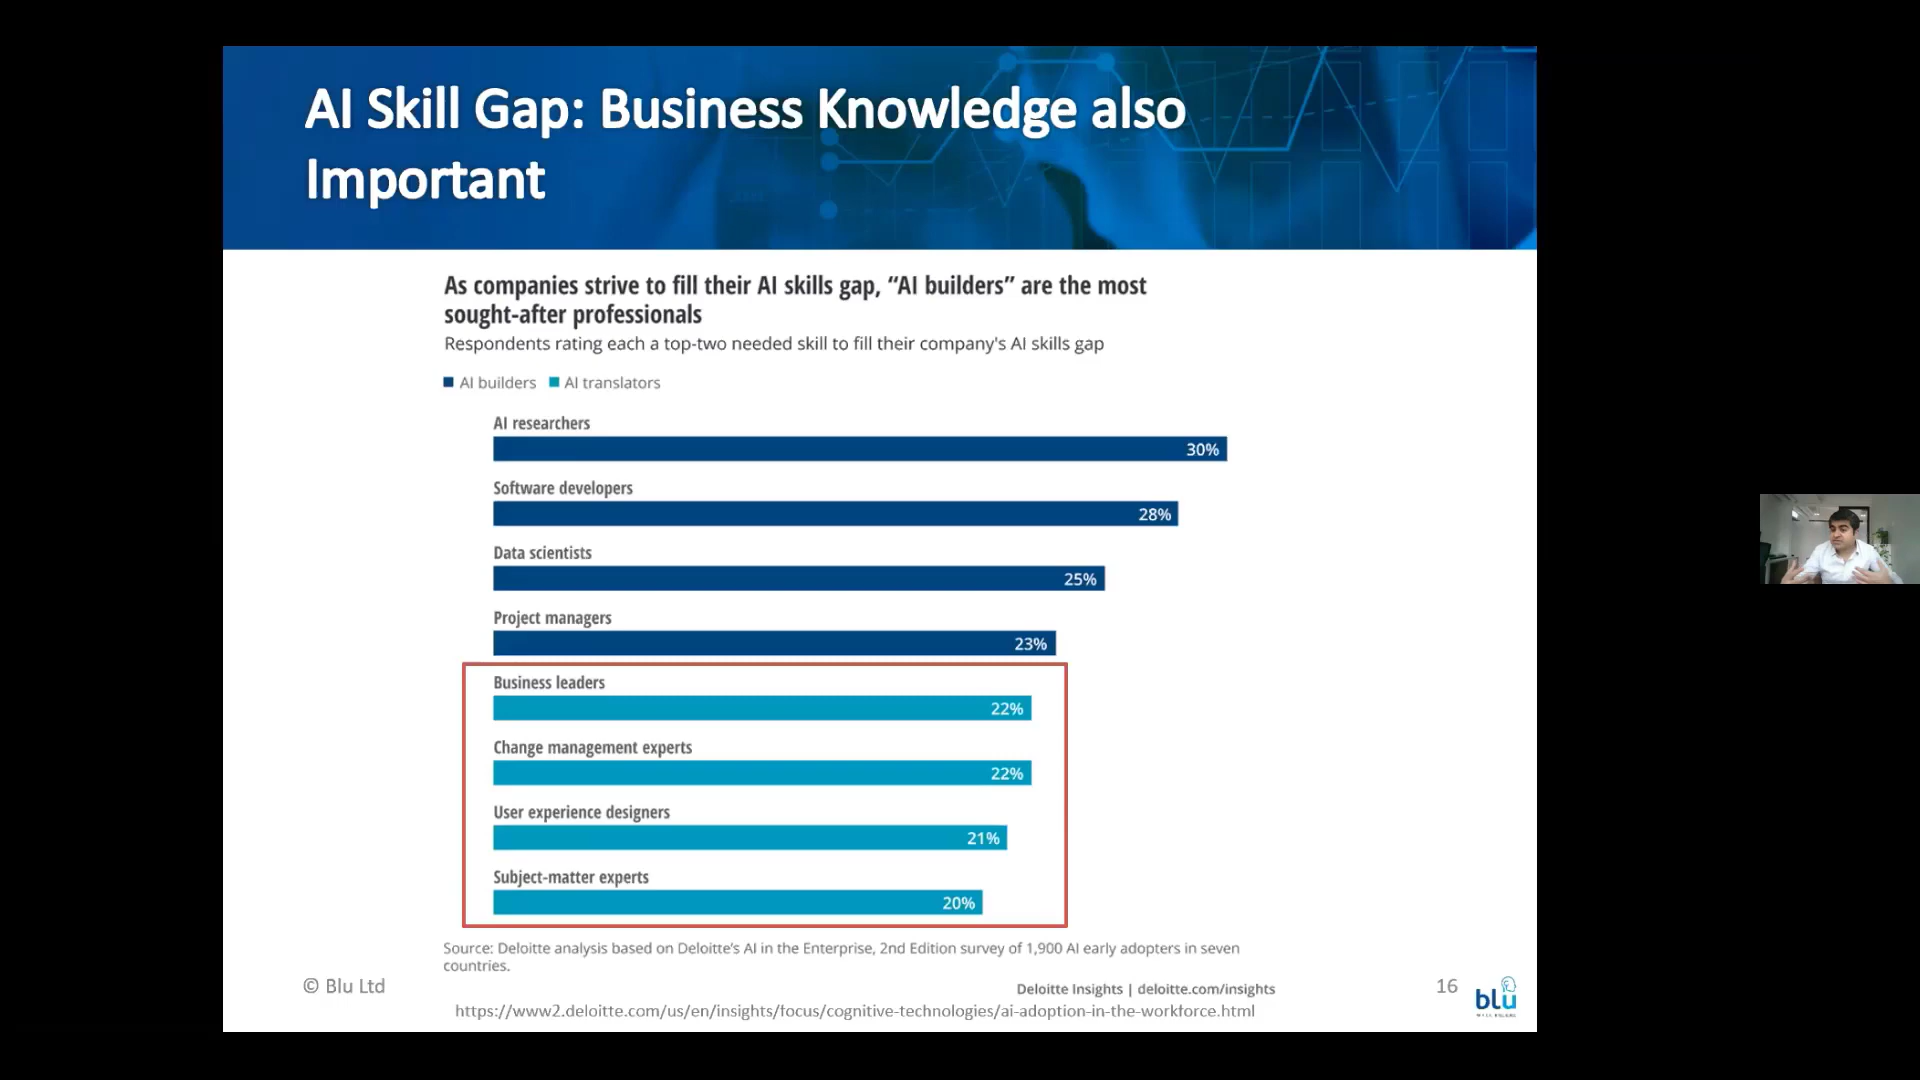 AI Skill Gap: Business Knowledge also
Important
As companies strive to fill their AI skills gap, “AI builders” are the most
sought-after professionals
Respondents rating each a top-two needed skill to fill their company's AI skills gap
AI builders AI translators
AI researchers
30%
Software developers
28%
Data scientists
25%
Project managers
23%
Business leaders
22%
Change management experts
22%
User experience designers
21%
Subject-matter experts
20%
Source: Deloitte analysis based on Deloitte’s AI in the Enterprise, 2nd Edition survey of 1,900 AI early adopters in seven
countries.
© Blu Ltd
Deloitte Insights | deloitte.com/insights
16
blu
https://www2.deloitte.com/us/en/insights/focus/cognitive-technologies/ai-adoption-in-the-workforce.html